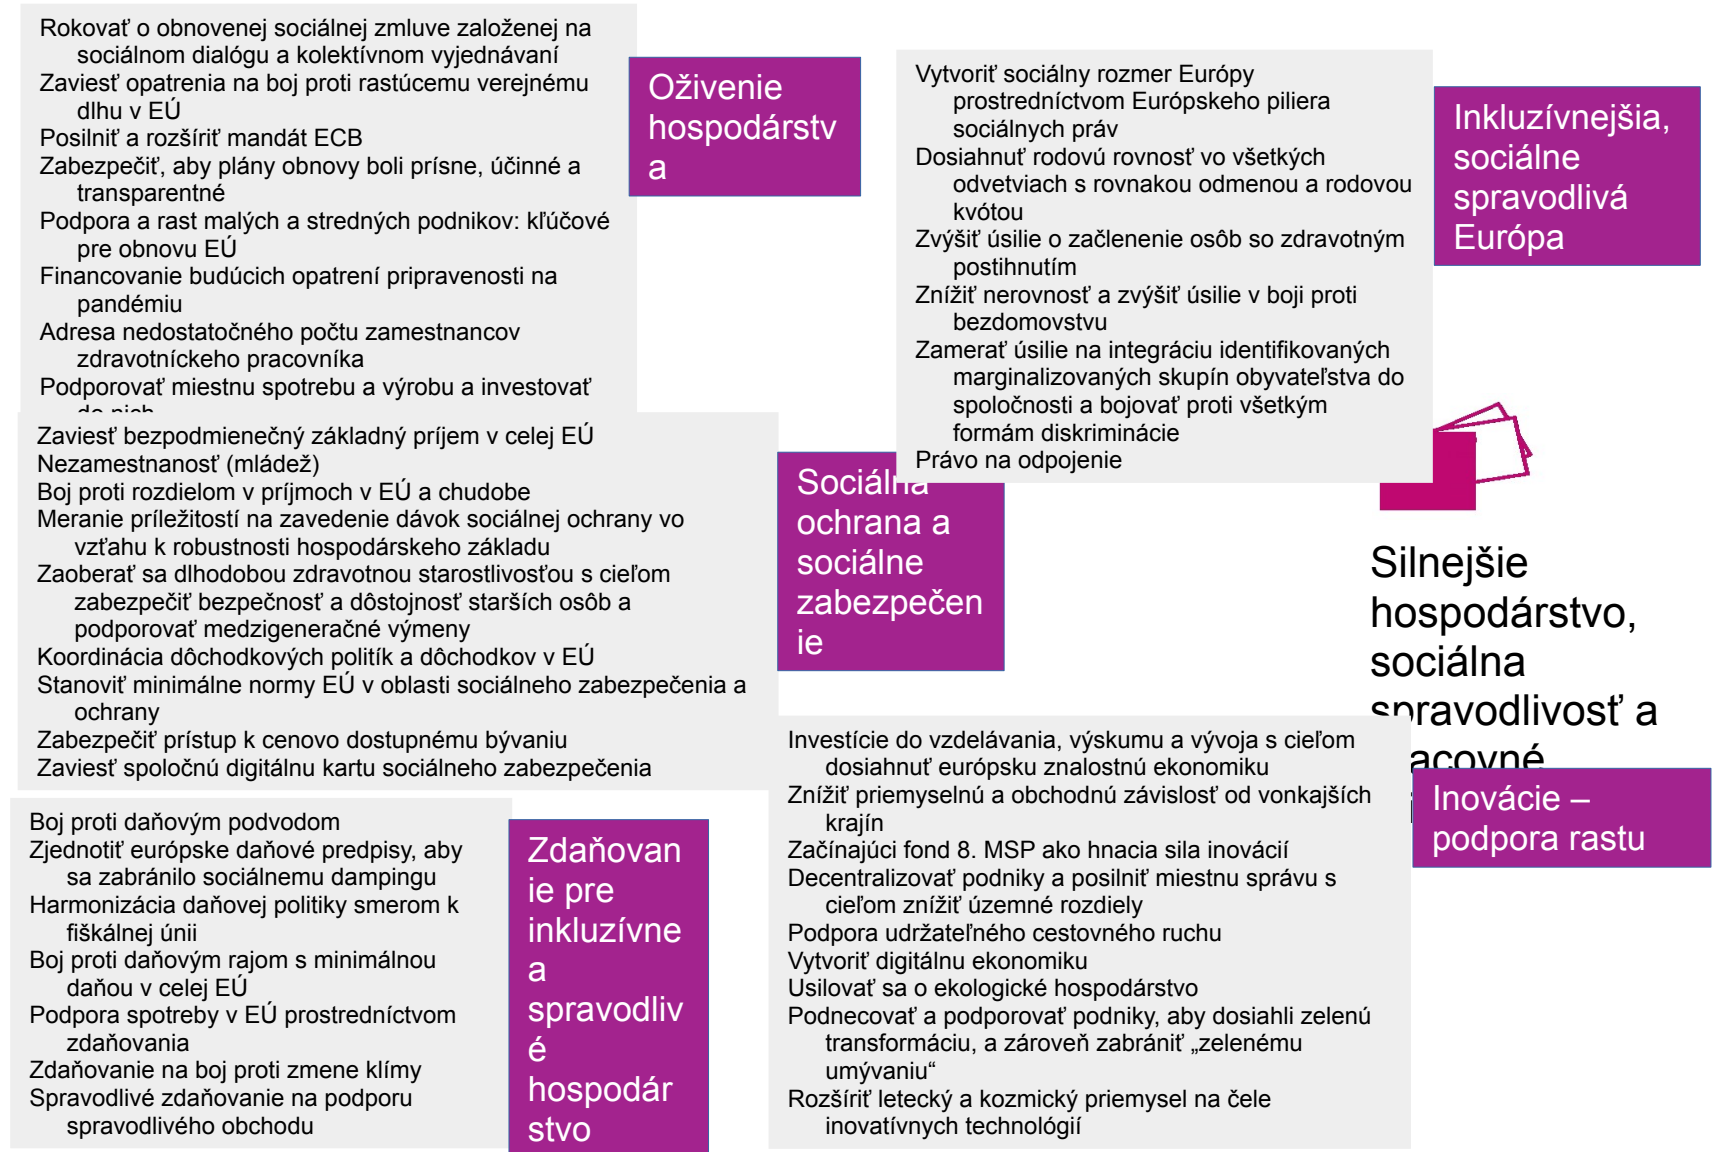 Rokovať o obnovenej sociálnej zmluve založenej na
sociálnom dialógu a kolektívnom vyjednávaní
Zaviesť opatrenia na boj proti rastúcemu verejnému
dlhu v EÚ
Posilniť a rozšíriť mandát ECB
Zabezpečiť, aby plány obnovy boli prísne, účinné a
transparentné
Podpora a rast malých a stredných podnikov: kľúčové
pre obnovu EÚ
Financovanie budúcich opatrení pripravenosti na
pandémiu
Adresa nedostatočného počtu zamestnancov
zdravotníckeho pracovníka
Podporovať miestnu spotrebu a výrobu a investovať
do nich
Oživenie
hospodárstv
a
Vytvoriť sociálny rozmer Európy
prostredníctvom Európskeho piliera
sociálnych práv
Dosiahnuť rodovú rovnosť vo všetkých
odvetviach s rovnakou odmenou a rodovou
kvótou
Zvýšiť úsilie o začlenenie osôb so zdravotným
postihnutím
Znížiť nerovnosť a zvýšiť úsilie v boji proti
bezdomovstvu
Zamerať úsilie na integráciu identifikovaných
marginalizovaných skupín obyvateľstva do
spoločnosti a bojovať proti všetkým
formám diskriminácie
Právo na odpojenie
Inkluzívnejšia,
sociálne
spravodlivá
Európa
Zaviesť bezpodmienečný základný príjem v celej EÚ
Nezamestnanosť (mládež)
Boj proti rozdielom v príjmoch v EÚ a chudobe
Meranie príležitostí na zavedenie dávok sociálnej ochrany vo
vzťahu k robustnosti hospodárskeho základu
Zaoberať sa dlhodobou zdravotnou starostlivosťou s cieľom
zabezpečiť bezpečnosť a dôstojnosť starších osôb a
podporovať medzigeneračné výmeny
Koordinácia dôchodkových politík a dôchodkov v EÚ
Stanoviť minimálne normy EÚ v oblasti sociálneho zabezpečenia a
ochrany
Zabezpečiť prístup k cenovo dostupnému bývaniu
Zaviesť spoločnú digitálnu kartu sociálneho zabezpečenia
Sociálna
ochrana a
sociálne
zabezpečen
ie
Silnejšie
hospodárstvo,
sociálna
spravodlivosť a
Boj proti daňovým podvodom
Zjednotiť európske daňové predpisy, aby
sa zabránilo sociálnemu dampingu
Harmonizácia daňovej politiky smerom k
fiškálnej únii
Boj proti daňovým rajom s minimálnou
daňou v celej EÚ
Podpora spotreby v EÚ prostredníctvom
zdaňovania
Zdaňovanie na boj proti zmene klímy
Spravodlivé zdaňovanie na podporu
spravodlivého obchodu
Zdaňovan
ie pre
inkluzívne
a
spravodliv
é
hospodár
stvo
Investície do vzdelávania, výskumu a vývoja s cieľom
dosiahnuť európsku znalostnú ekonomiku
Znížiť priemyselnú a obchodnú závislosť od vonkajších
krajín
Začínajúci fond 8. MSP ako hnacia sila inovácií
Decentralizovať podniky a posilniť miestnu správu s
cieľom znížiť územné rozdiely
Podpora udržateľného cestovného ruchu
Vytvoriť digitálnu ekonomiku
Usilovať sa o ekologické hospodárstvo
Podnecovať a podporovať podniky, aby dosiahli zelenú
transformáciu, a zároveň zabrániť „zelenému
umývaniu“
Rozšíriť letecký a kozmický priemysel na čele
inovatívnych technológií
Inovácie –
podpora rastu